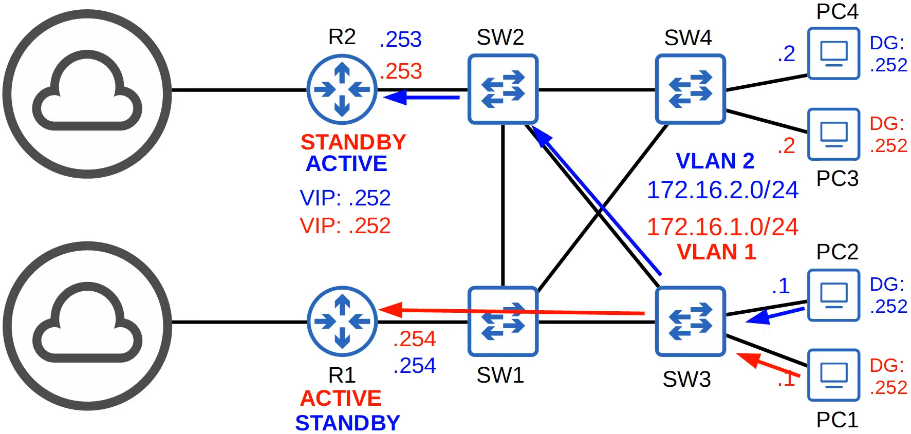 R2
.253
.253
SW2
SW4
PC4
.2
DG:
.252
STANDBY
ACTIVE
VIP: .252
VIP: .252
VLAN 2
172.16.2.0/24
172.16.1.0/24
VLAN 1
.2
DG:
.252
PC3
PC2
.1
DG:
.252
R1
.254
.254
ACTIVE
STANDBY
SW1
SW3
.1
DG:
.252
PC1